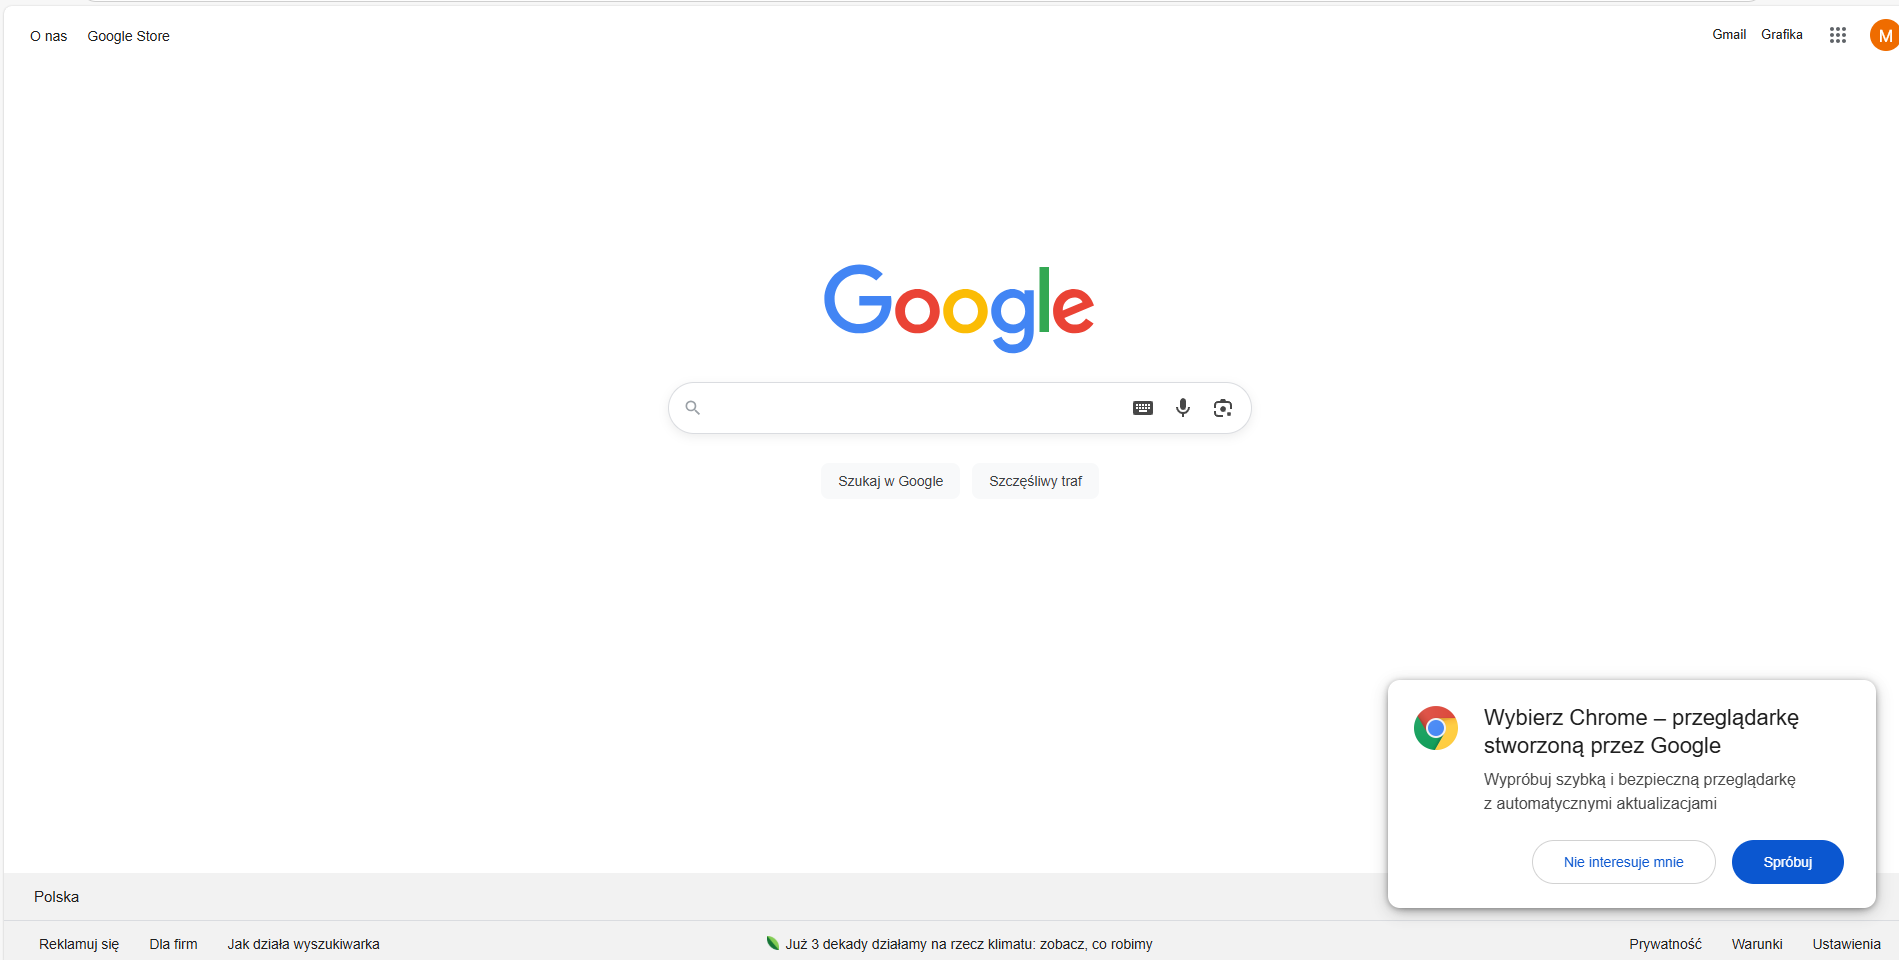 O nas Google Store
Gmail Grafika M
Google
Szukaj w Google Szczęśliwy traf
Wybierz Chrome – przeglądarkę
stworzoną przez Google
Wypróbuj szybką i bezpieczną przeglądarkę
z automatycznymi aktualizacjami
Nie interesuje mnie Spróbuj
Polska
Reklamuj się Dla firm Jak działa wyszukiwarka
Już 3 dekady działamy na rzecz klimatu: zobacz, co robimy
Prywatność Warunki Ustawienia